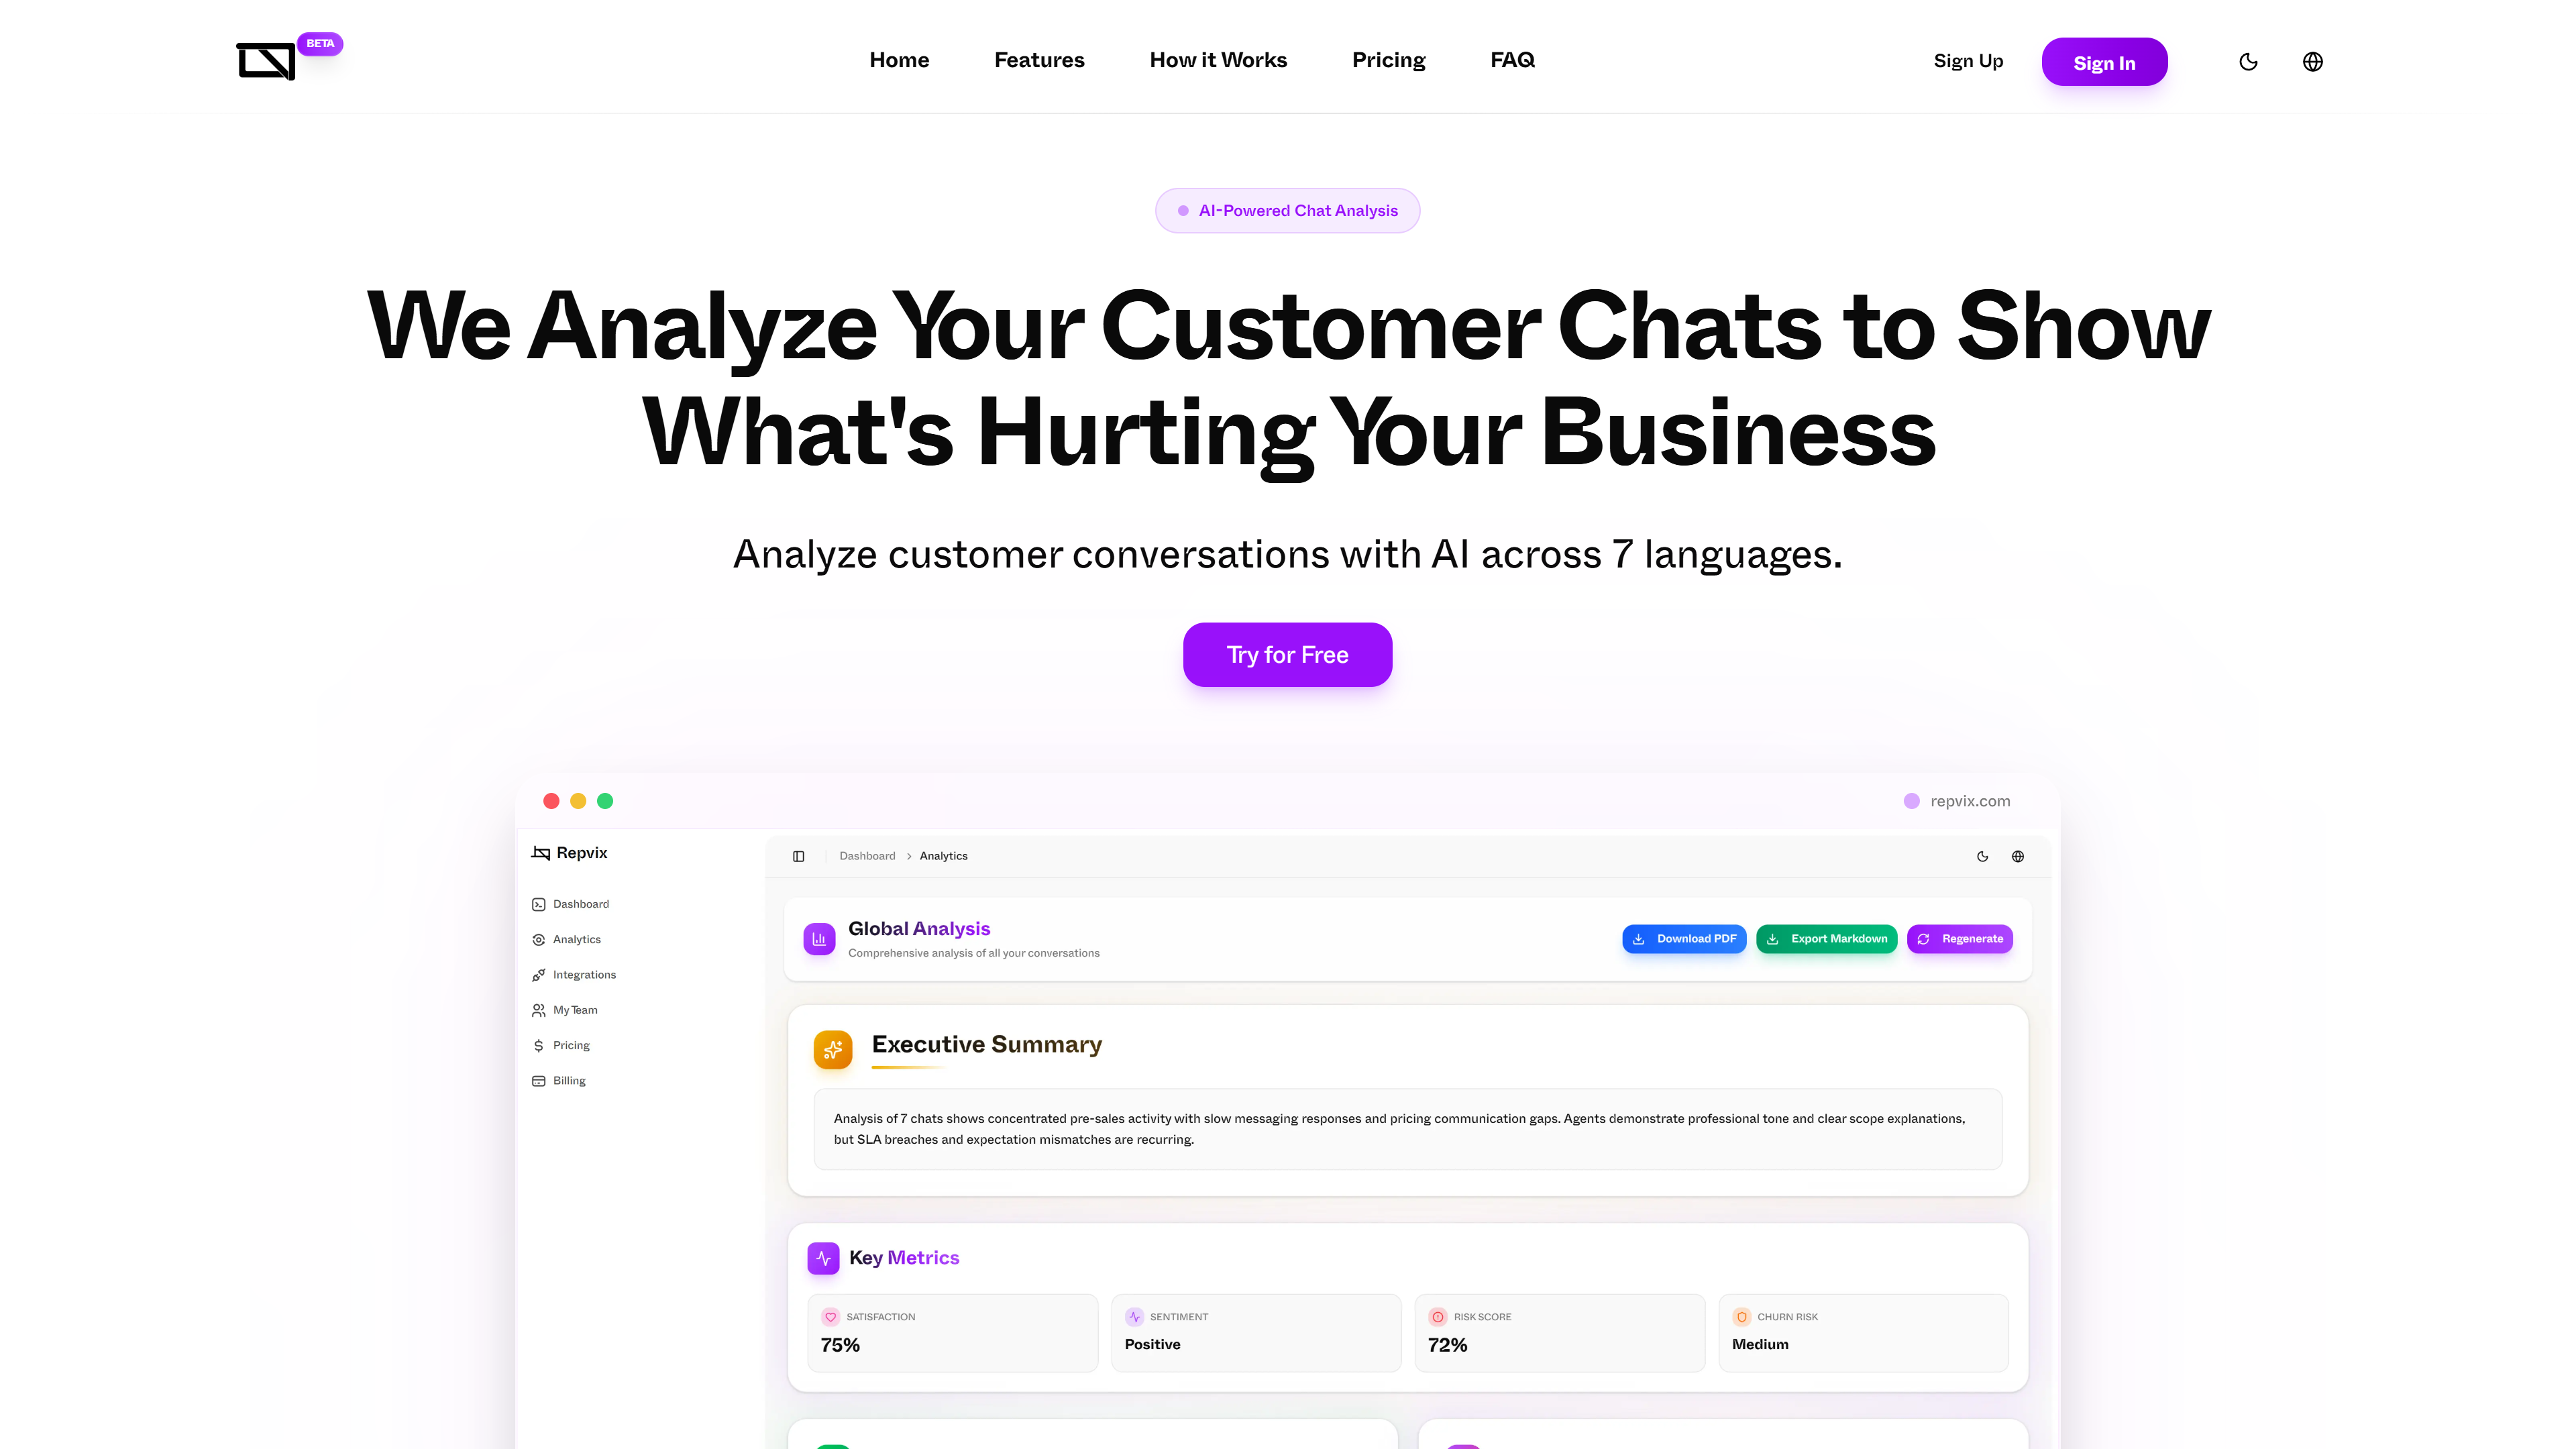 BETA
Home
Features
How it Works
Pricing
FAQ
Sign Up
Sign In
AI-Powered Chat Analysis
We Analyze Your Customer Chats to Show
What's Hurting Your Business
Analyze customer conversations with AI across 7 languages.
Try for Free
repvix.com
Repvix
Dashboard
Analytics
Integrations
My Team
Pricing
Billing
Dashboard > Analytics
Global Analysis
Comprehensive analysis of all your conversations
Download PDF
Export Markdown
Regenerate
Executive Summary
Analysis of 7 chats shows concentrated pre-sales activity with slow messaging responses and pricing communication gaps. Agents demonstrate professional tone and clear scope explanations,
but SLA breaches and expectation mismatches are recurring.
Key Metrics
SATISFACTION
75%
SENTIMENT
Positive
RISK SCORE
72%
CHURN RISK
Medium